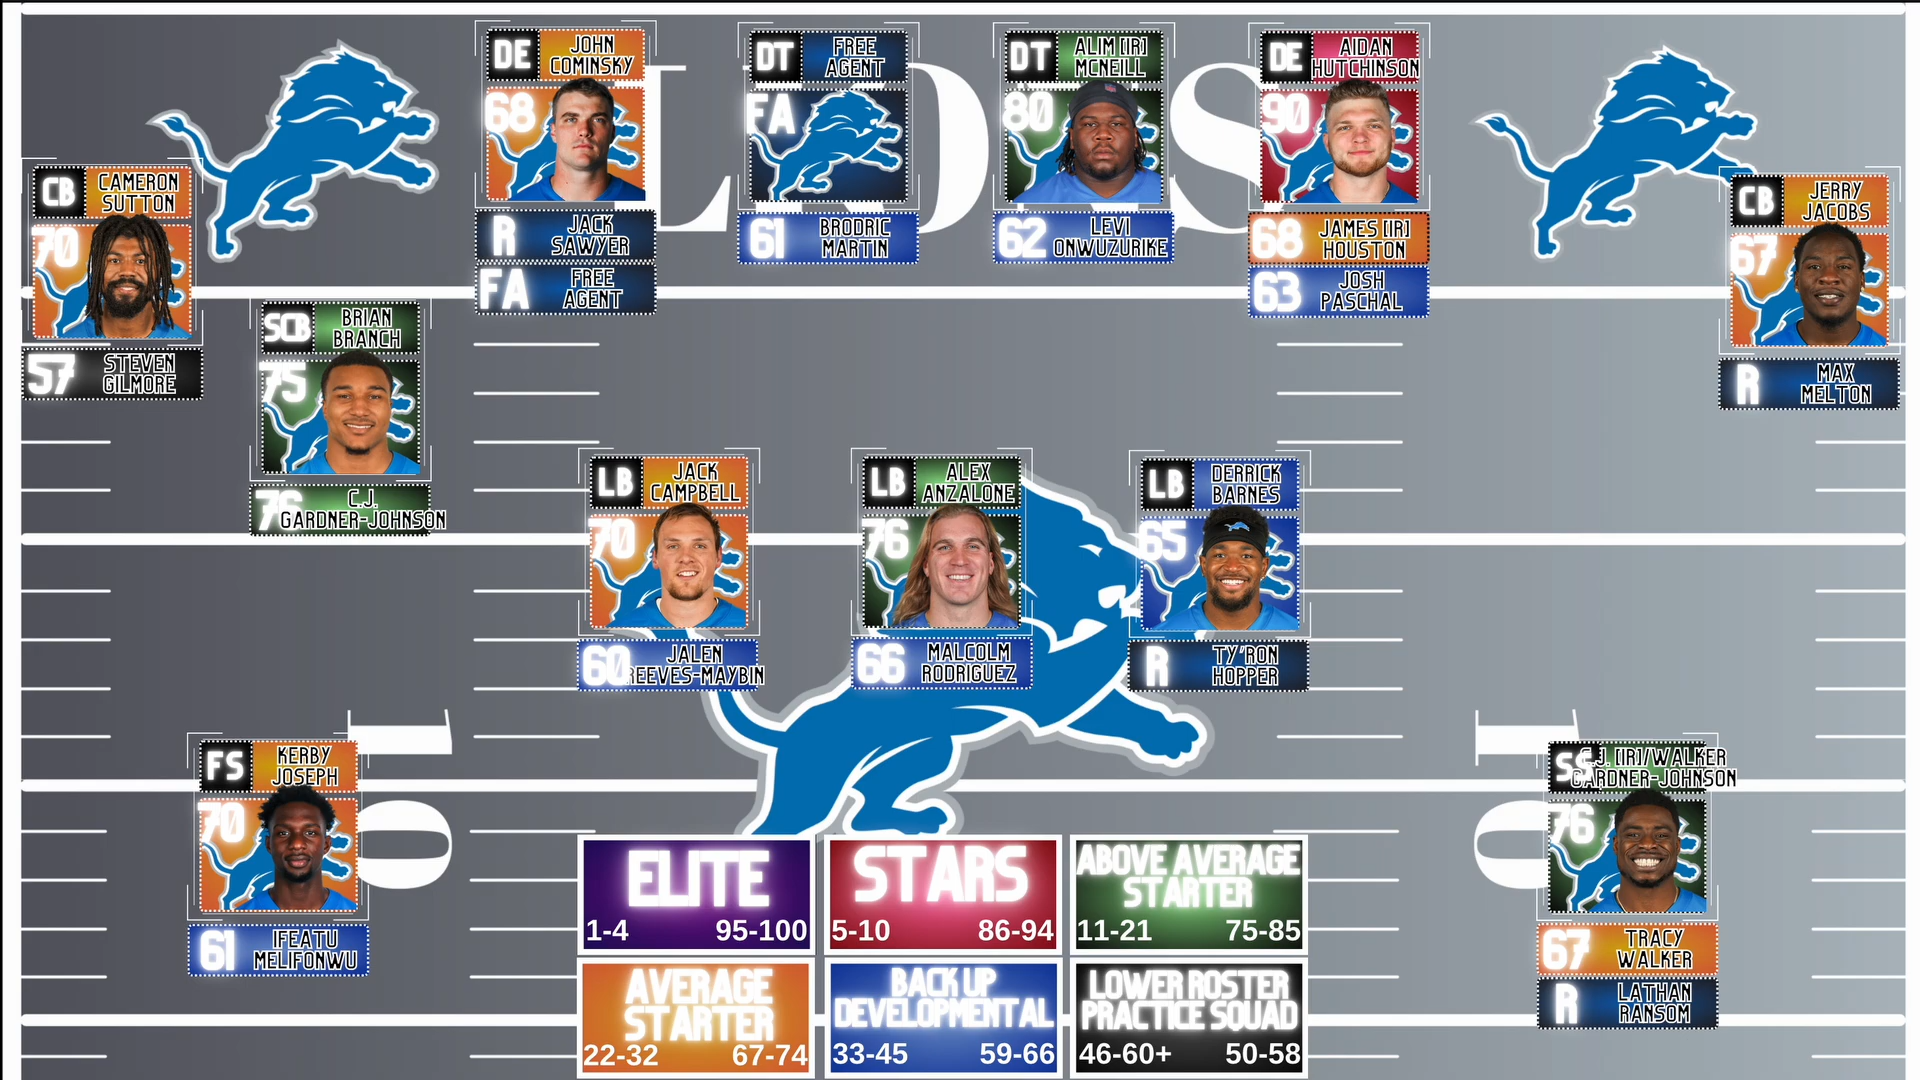 LIONS
DE
JOHN
COMINSKY
68
R
JACK
SAWYER
FA
FREE
AGENT
DT
FREE
AGENT
FA
61
BRODRIC
MARTIN
DT
ALIM [IR]
MCNEILL
80
62
LEVI
ONWUZURIKE
DE
AIDAN
HUTCHINSON
90
68
JAMES [IR]
HOUSTON
63
JOSH
PASCHAL
CB
CAMERON
SUTTON
70
57
STEVEN
GILMORE
CB
JERRY
JACOBS
67
R
MAX
MELTON
SCB
BRIAN
BRANCH
75
76
C.J.
GARDNER-JOHNSON
LB
JACK
CAMPBELL
70
60
JALEN
REEVES-MAYBIN
LB
ALEX
ANZALONE
76
66
MALCOLM
RODRIGUEZ
LB
DERRICK
BARNES
65
R
TY'RON
HOPPER
10
10
FS
KERBY
JOSEPH
70
61
IFEATU
MELIFONWU
SS
C.J. [IR]/WALKER
GARDNER-JOHNSON
76
67
TRACY
WALKER
R
LATHAN
RANSOM
ELITE
1-4 95-100
STARS
5-10 86-94
ABOVE AVERAGE
STARTER
11-21 75-85
AVERAGE
STARTER
22-32 67-74
BACK UP
DEVELOPMENTAL
33-45 59-66
LOWER ROSTER
PRACTICE SQUAD
46-60+ 50-58